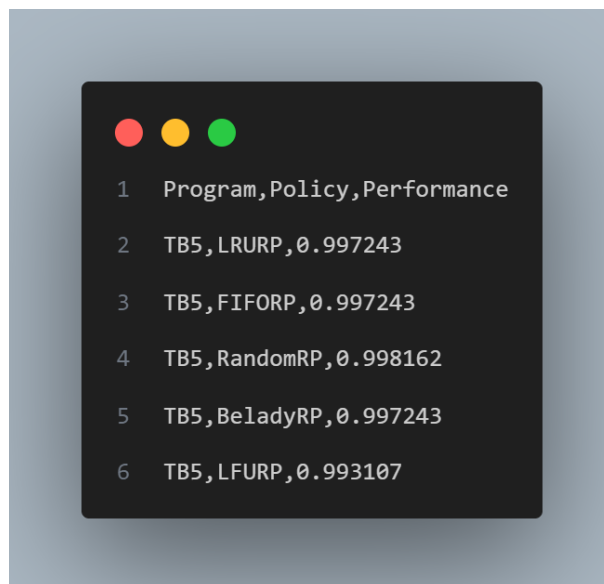 1 Program,Policy,Performance
2 TB5,LRURP,0.997243
3 TB5,FIFORP,0.997243
4 TB5,RandomRP,0.998162
5 TB5,BeladyRP,0.997243
6 TB5,LFURP,0.993107